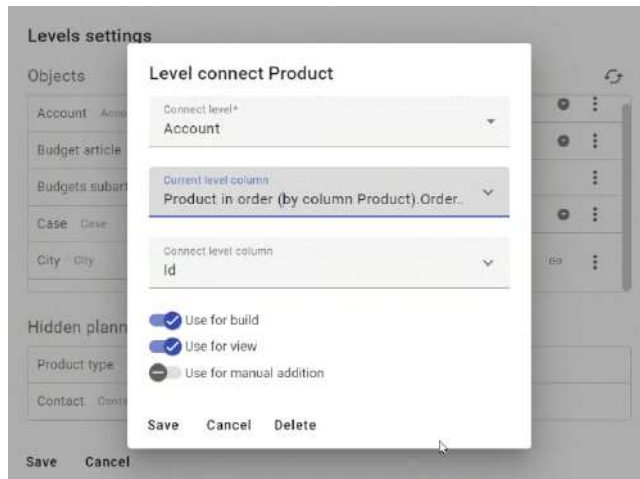 Levels settings
Objects
Level connect Product
Account
Connect level*
Account
Budget article
Current level column
Product in order (by column Product).Order..
Budgets subart
Case Case
Connect level column
Id
City City
Use for build
Hidden plann
Use for view
Product type
Use for manual addition
Contact
Save Cancel Delete
Save Cancel